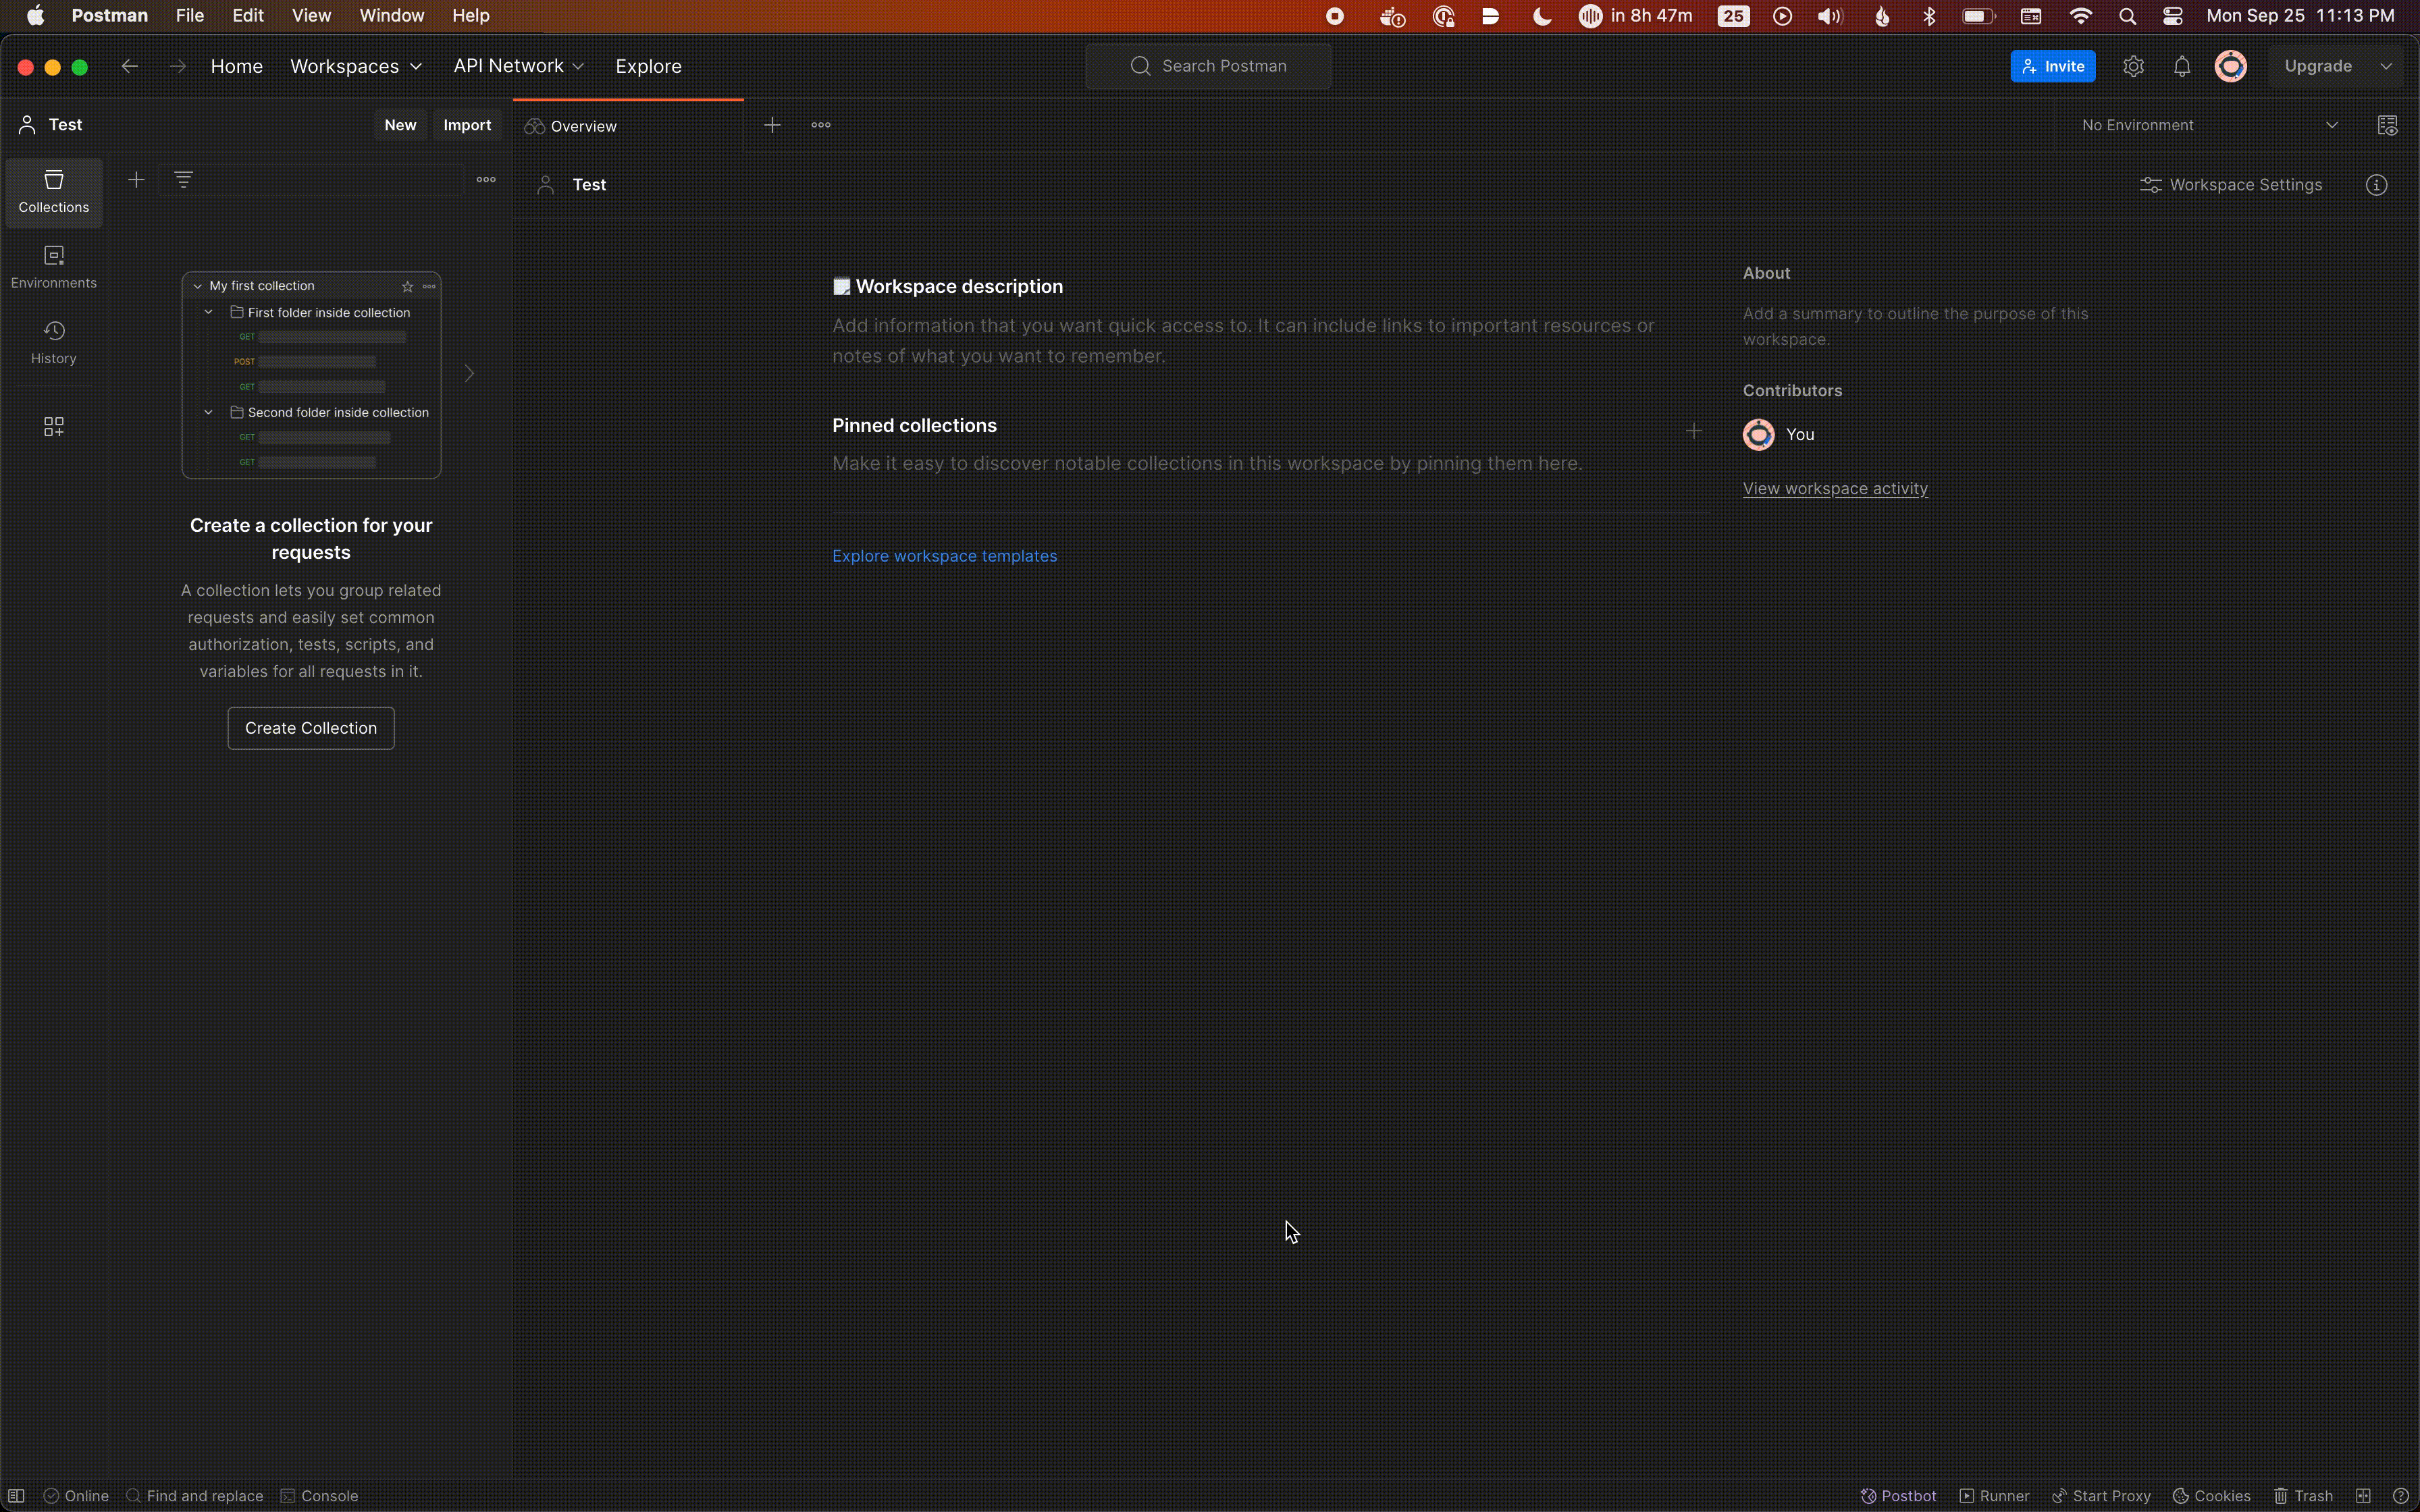 Postman File Edit View Window Help in 8h 47m 25 Mon Sep 25 11:13 PM
Home Workspaces API Network Explore Search Postman Invite Upgrade
Test New Import Overview No Environment
Collections
Environments
History
My first collection
First folder inside collection
GET
POST
GET
Second folder inside collection
GET
GET
Create a collection for your
requests
A collection lets you group related
requests and easily set common
authorization, tests, scripts, and
variables for all requests in it.
Create Collection
Test Workspace Settings
Workspace description
Add information that you want quick access to. It can include links to important resources or
notes of what you want to remember.
Pinned collections
Make it easy to discover notable collections in this workspace by pinning them here.
Explore workspace templates
About
Add a summary to outline the purpose of this
workspace.
Contributors
You
View workspace activity
Online Find and replace Console Postbot Runner Start Proxy Cookies Trash